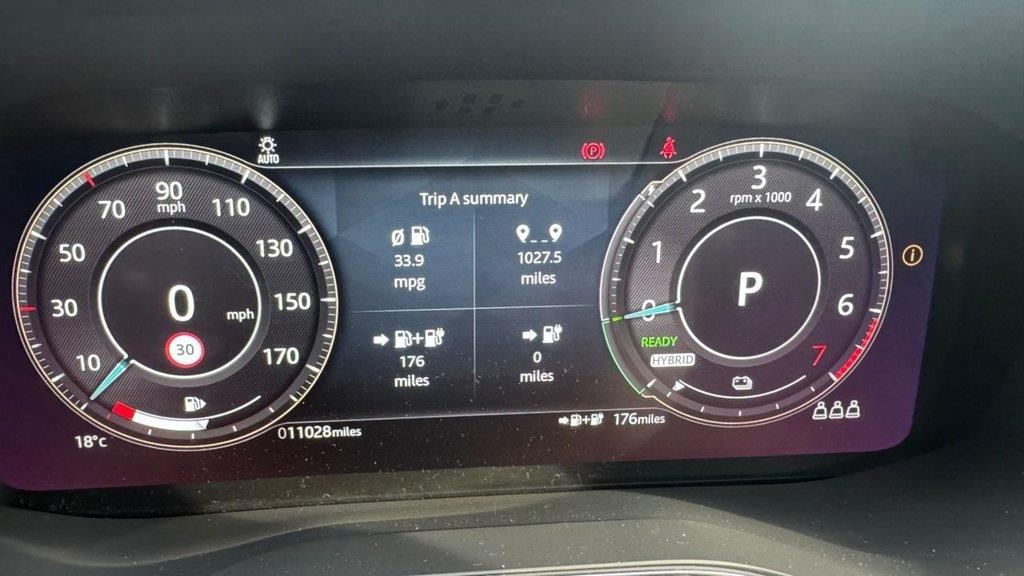 AUTO
P
Trip A summary
33.9
mpg
1027.5
miles
176
miles
0
miles
10
30
50
70
90
mph
110
130
150
170
0
mph
30
18°c
011028miles
176miles
0
1
2
3
rpm x 1000
4
5
6
7
P
READY
HYBRID
i